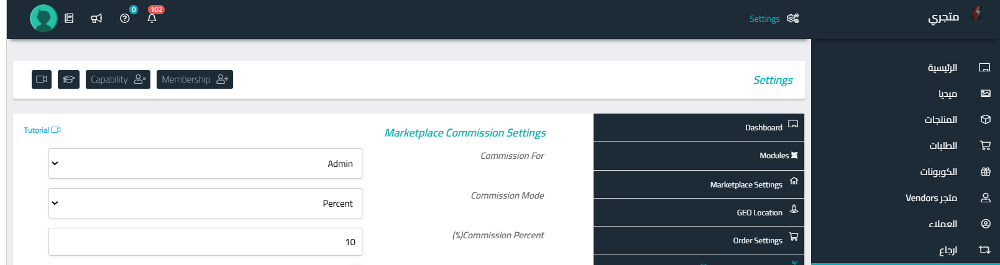 متجري
Settings
102
0
الرئيسية
ميديا
المنتجات
الطلبات
الكوبونات
متجر Vendors
العملاء
ارجاع
Settings
Membership
Capability
Dashboard
Modules
Marketplace Settings
GEO Location
Order Settings
Marketplace Commission Settings
Tutorial
Commission For
Admin
Commission Mode
Percent
(%)Commission Percent
10